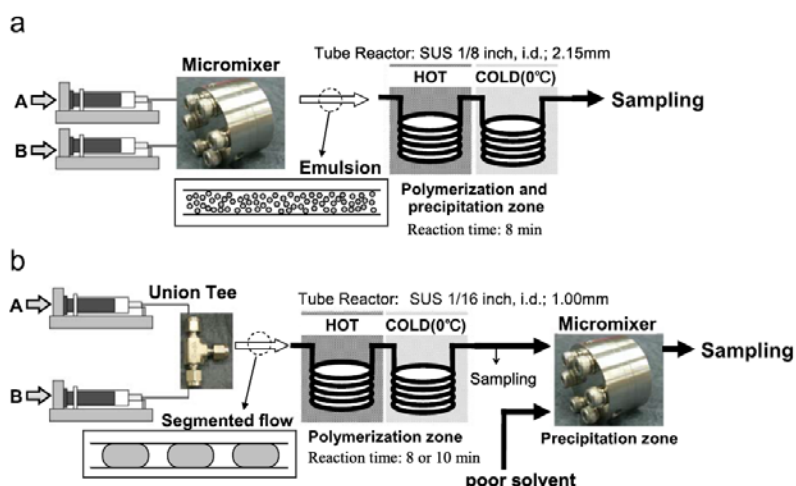 a
Micromixer
Tube Reactor: SUS 1/8 inch, i.d.; 2.15mm
HOT COLD(0℃)
A
B
Sampling
Emulsion
Polymerization and
precipitation zone
Reaction time: 8 min
b
Union Tee
Tube Reactor: SUS 1/16 inch, i.d.; 1.00mm
HOT COLD(0℃)
Micromixer
A
B
Sampling
Sampling
Segmented flow
Polymerization zone
Reaction time: 8 or 10 min
Precipitation zone
poor solvent